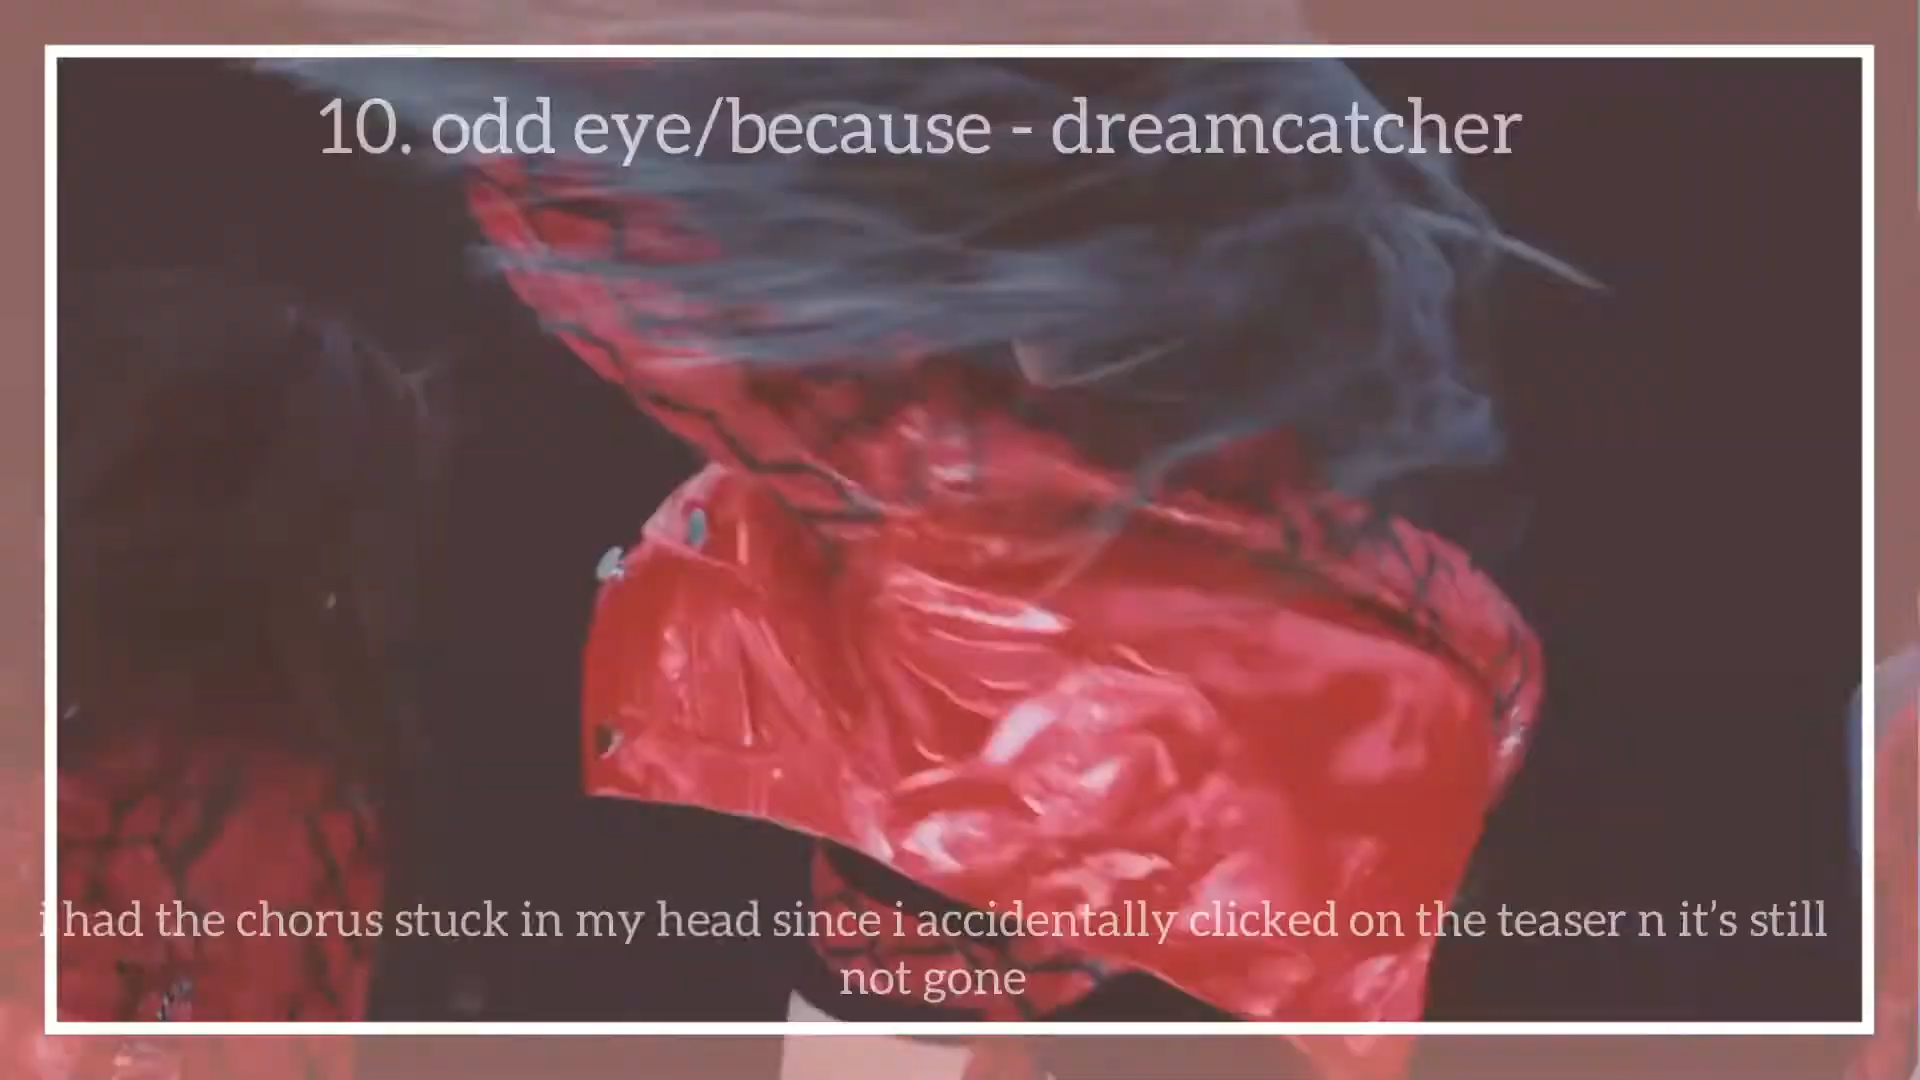 10. odd eye/because - dreamcatcher
i had the chorus stuck in my head since i accidentally clicked on the teaser n it’s still
not gone